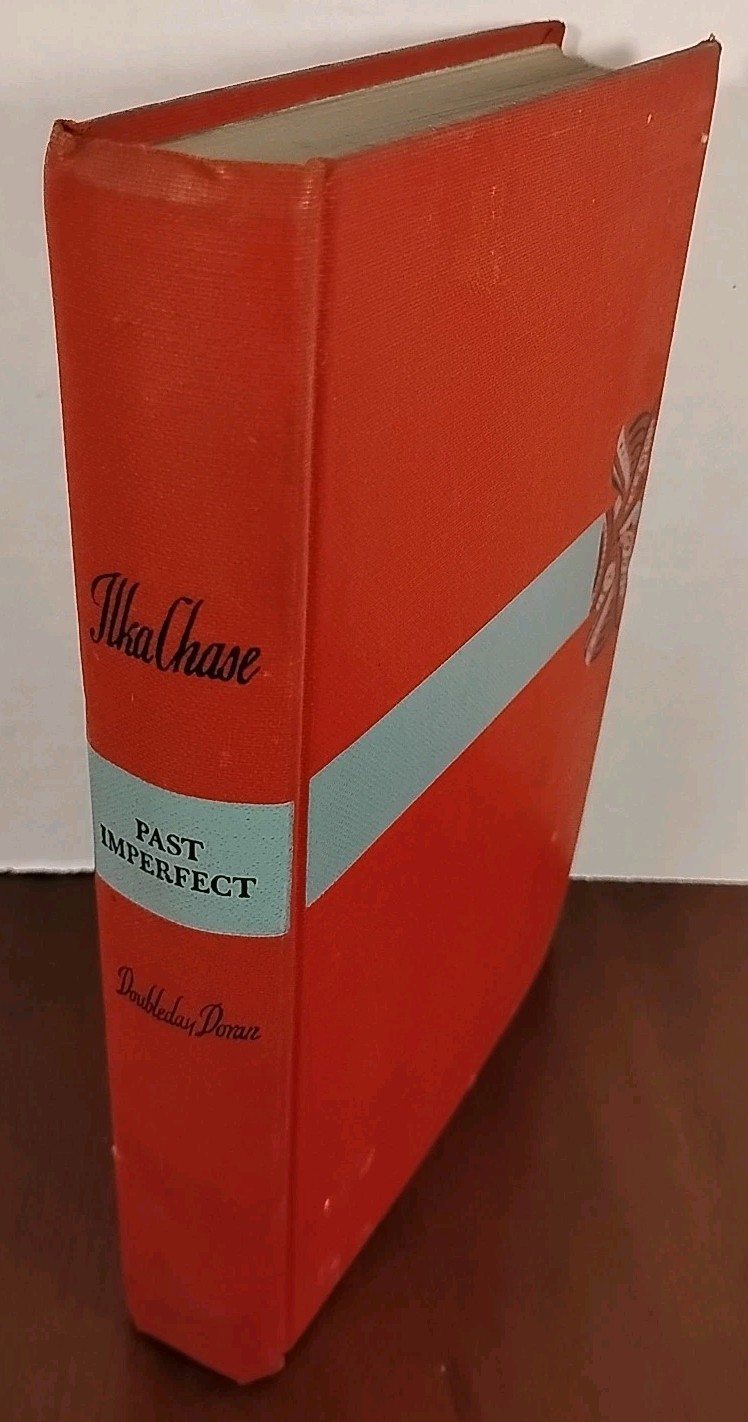 Ilka Chase
PAST
IMPERFECT
Doubleday, Doran